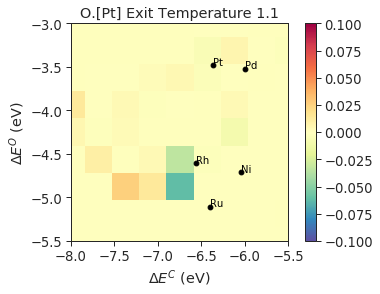 O.[Pt] Exit Temperature 1.1
−3.0
−3.5
−4.0
−4.5
−5.0
−5.5
ΔE^O (eV)
Pt
Pd
Rh
Ni
Ru
−8.0 −7.5 −7.0 −6.5 −6.0 −5.5
ΔE^C (eV)
0.100
0.075
0.050
0.025
0.000
−0.025
−0.050
−0.075
−0.100